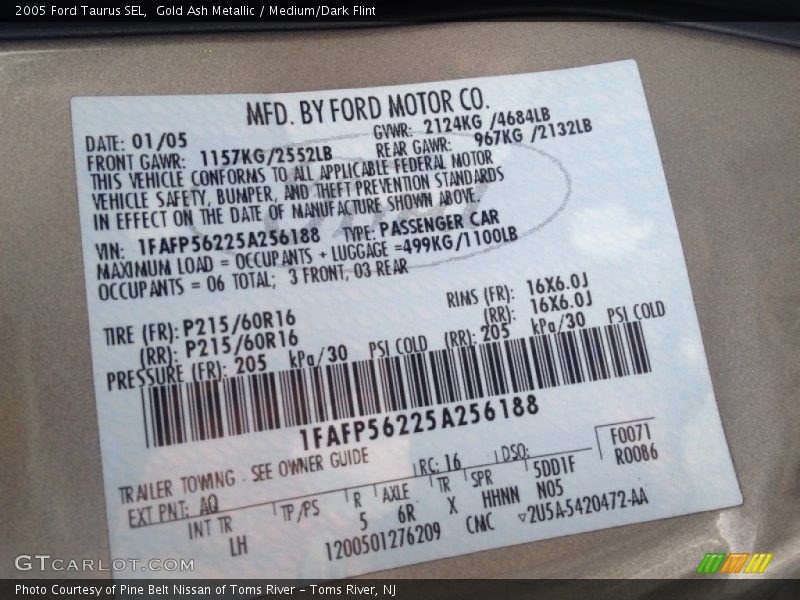 2005 Ford Taurus SEL,  Gold Ash Metallic / Medium/Dark Flint
MFD. BY FORD MOTOR CO.
DATE: 01/05 GVWR: 2124KG /4684LB
FRONT GAWR: 1157KG/2552LB REAR GAWR: 967KG /2132LB
THIS VEHICLE CONFORMS TO ALL APPLICABLE FEDERAL MOTOR
VEHICLE SAFETY, BUMPER, AND THEFT PREVENTION STANDARDS
IN EFFECT ON THE DATE OF MANUFACTURE SHOWN ABOVE.
VIN: 1FAFP56225A256188 TYPE: PASSENGER CAR
MAXIMUM LOAD = OCCUPANTS + LUGGAGE =499KG/1100LB
OCCUPANTS = 06 TOTAL; 3 FRONT, 03 REAR
TIRE (FR): P215/60R16 RIMS (FR): 16X6.0J
(RR): P215/60R16 (RR): 16X6.0J
PRESSURE (FR): 205 kPa/30 PSI COLD (RR): 205 kPa/30 PSI COLD
1FAFP56225A256188
TRAILER TOWING - SEE OWNER GUIDE RC: 16 DSO: F0071
EXT PNT: AQ R0086
INT TR TP/PS R AXLE TR SPR 5DD1F
LH 5 6R X HHNN N05
1200501276209 CMC ▽2U5A-5420472-AA
GTCARLOT.COM
Photo Courtesy of Pine Belt Nissan of Toms River – Toms River, NJ